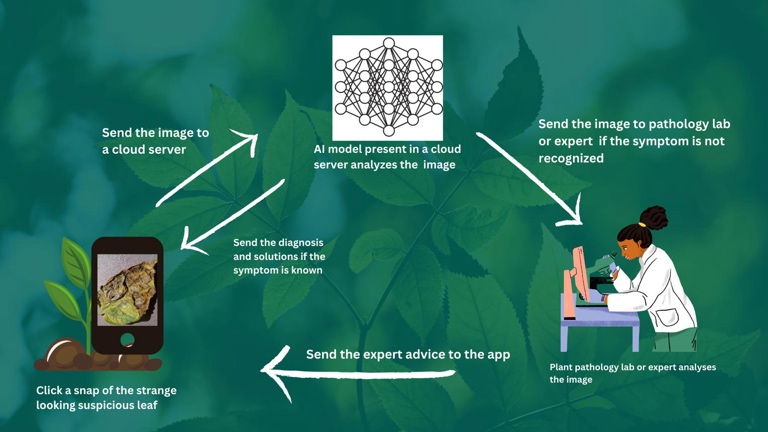 Send the image to
a cloud server
AI model present in a cloud
server analyzes the image
Send the image to pathology lab
or expert if the symptom is not
recognized
Send the diagnosis
and solutions if the
symptom is known
Send the expert advice to the app
Plant pathology lab or expert analyses
the image
Click a snap of the strange
looking suspicious leaf